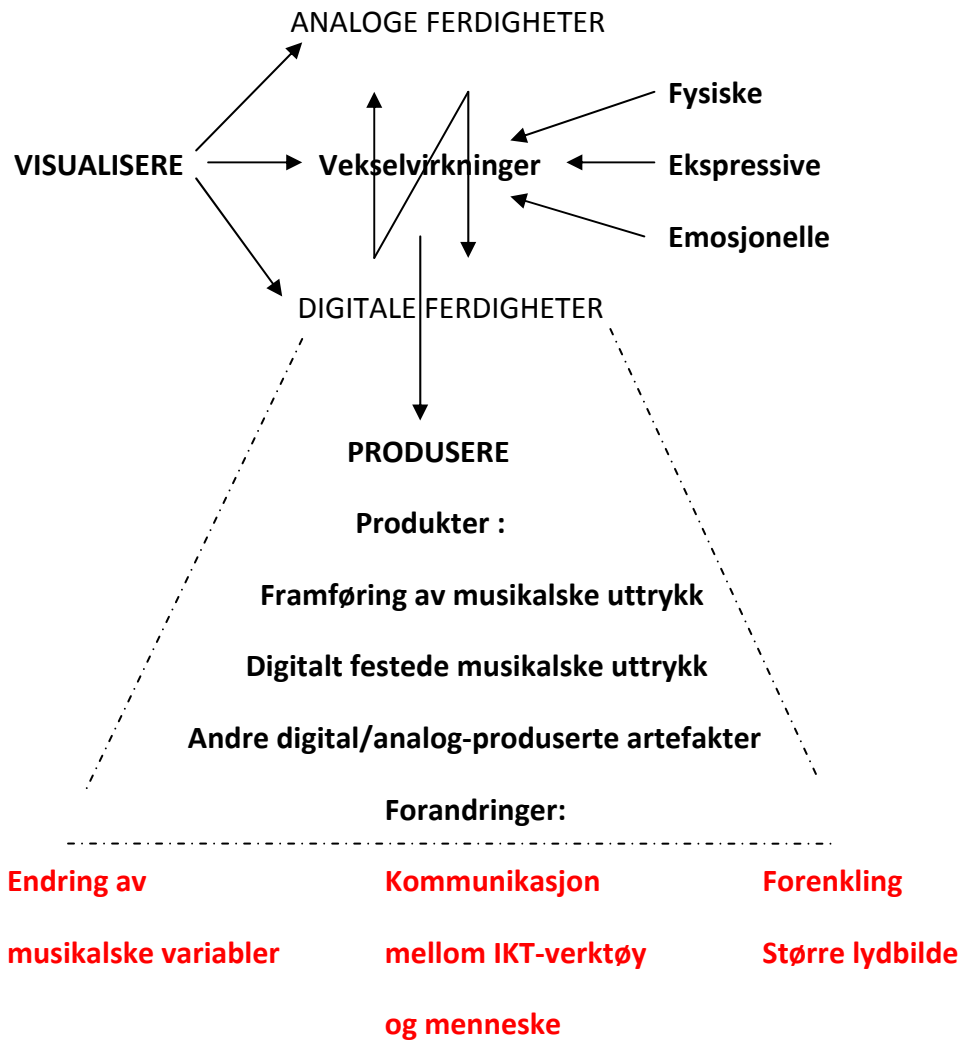 ANALOGE FERDIGHETER
Fysiske
VISUALISERE
Vekselvirkninger
Ekspressive
Emosjonelle
DIGITALE FERDIGHETER
PRODUSERE
Produkter :
Framføring av musikalske uttrykk
Digitalt festede musikalske uttrykk
Andre digital/analog-produserte artefakter
Forandringer:
Endring av
musikalske variabler
Kommunikasjon
mellom IKT-verktøy
og menneske
Forenkling
Større lydbilde